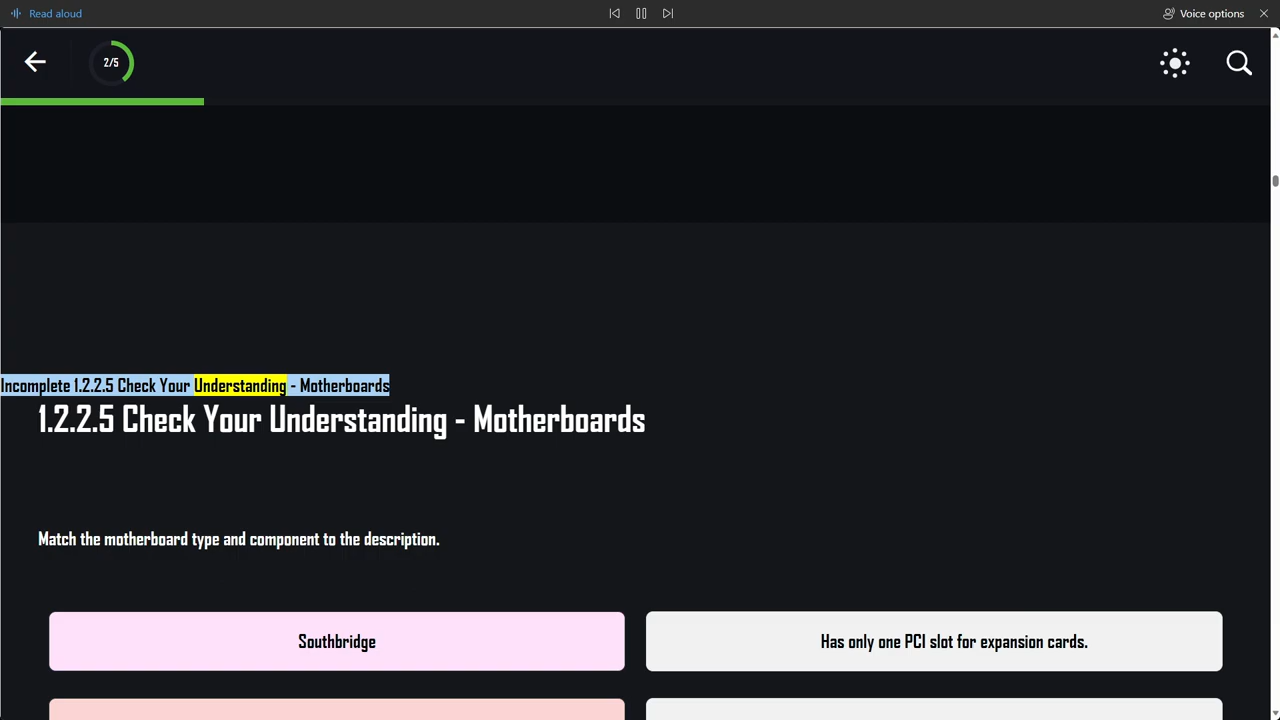 Read aloud
Voice options
2/5
Incomplete 1.2.2.5 Check Your Understanding - Motherboards
1.2.2.5 Check Your Understanding - Motherboards
Match the motherboard type and component to the description.
Southbridge
Has only one PCI slot for expansion cards.